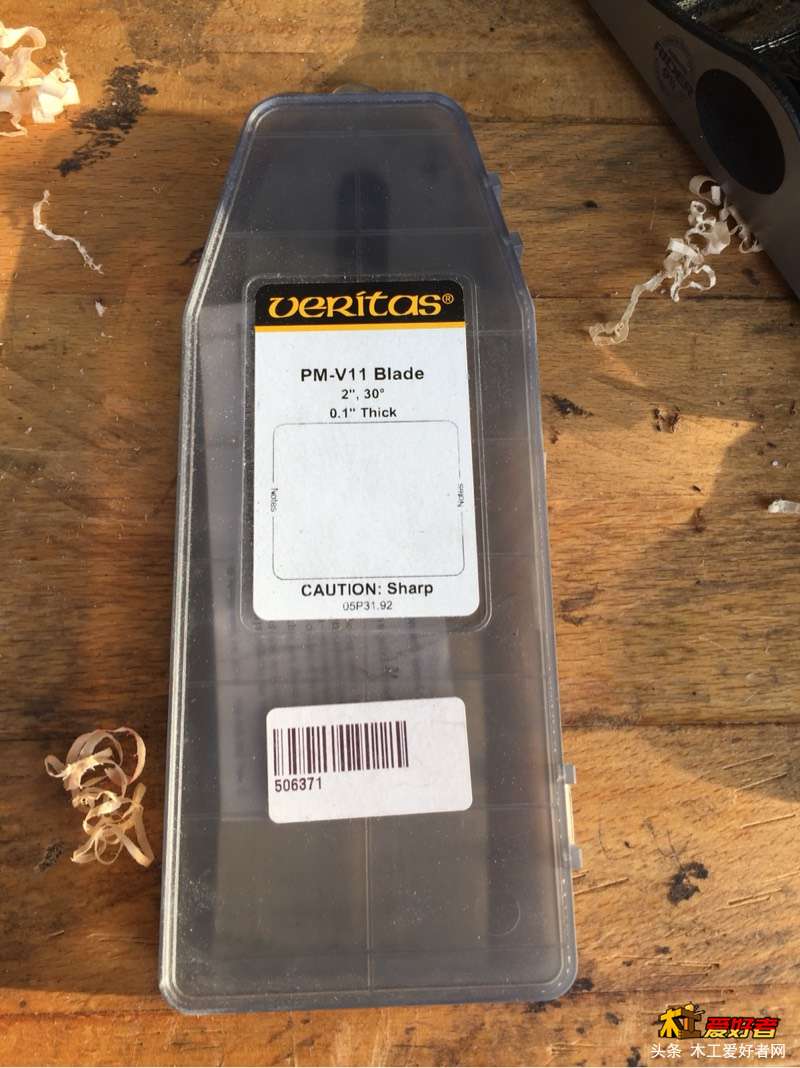 veritas®
PM-V11 Blade
2", 30°
0.1" Thick
Notes
Notes
CAUTION: Sharp
05P31.92
506371
木工爱好者
头条 木工爱好者网